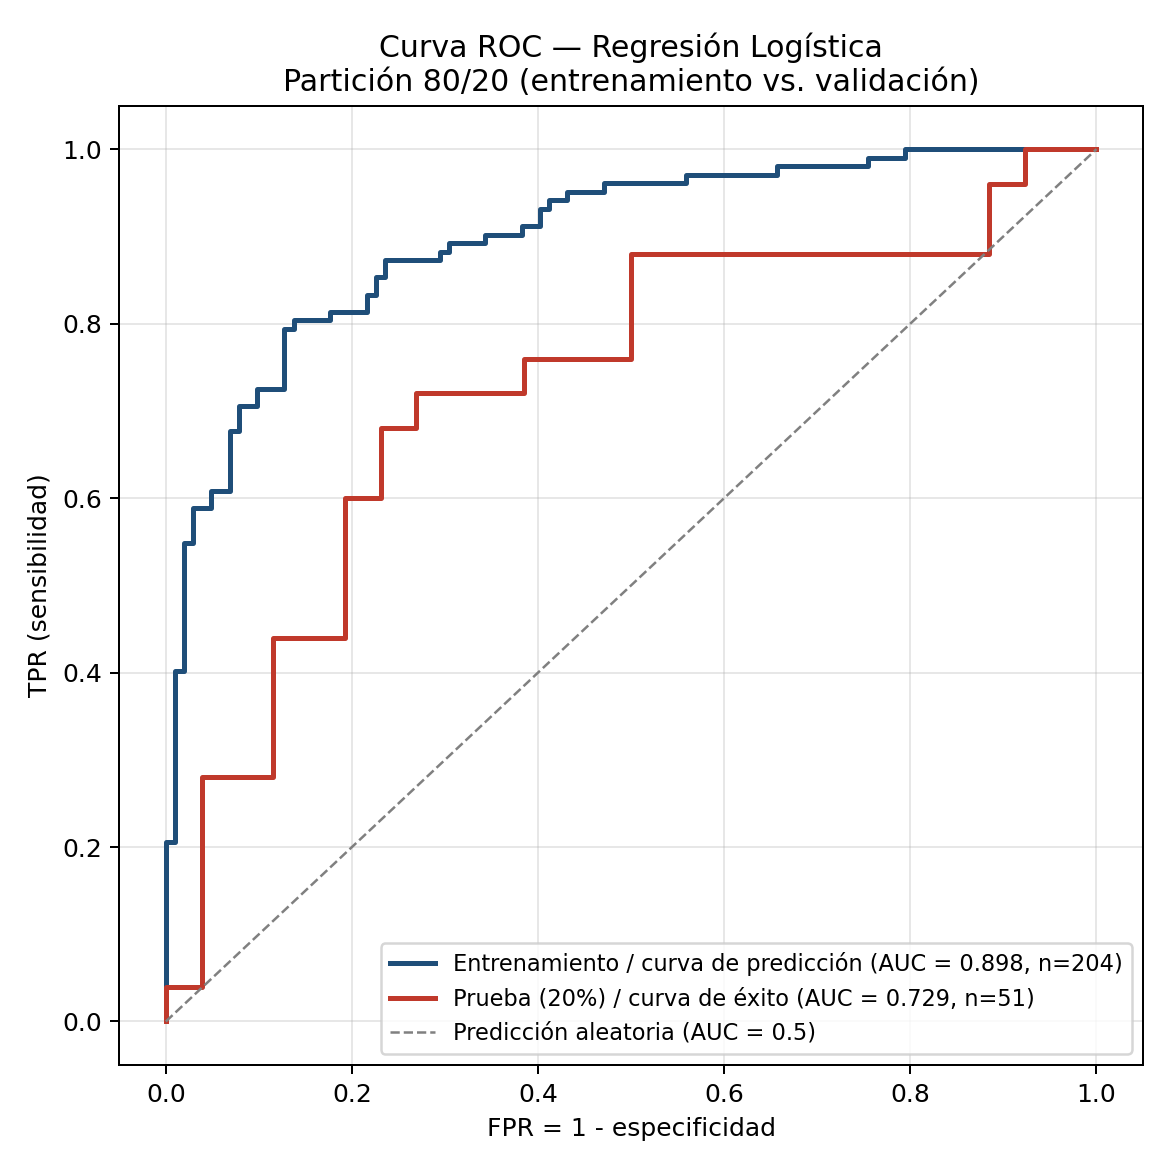 Curva ROC — Regresión Logística
Partición 80/20 (entrenamiento vs. validación)
TPR (sensibilidad)
1.0
0.8
0.6
0.4
0.2
0.0
Entrenamiento / curva de predicción (AUC = 0.898, n=204)
Prueba (20%) / curva de éxito (AUC = 0.729, n=51)
Predicción aleatoria (AUC = 0.5)
0.0 0.2 0.4 0.6 0.8 1.0
FPR = 1 - especificidad